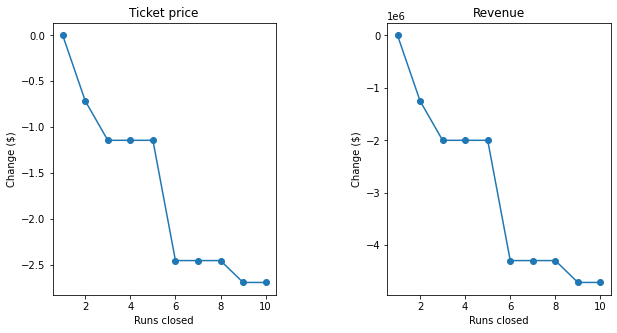 Ticket price
Change ($)
0.0
−0.5
−1.0
−1.5
−2.0
−2.5
2 4 6 8 10
Runs closed
Revenue
1e6
Change ($)
0
−1
−2
−3
−4
2 4 6 8 10
Runs closed